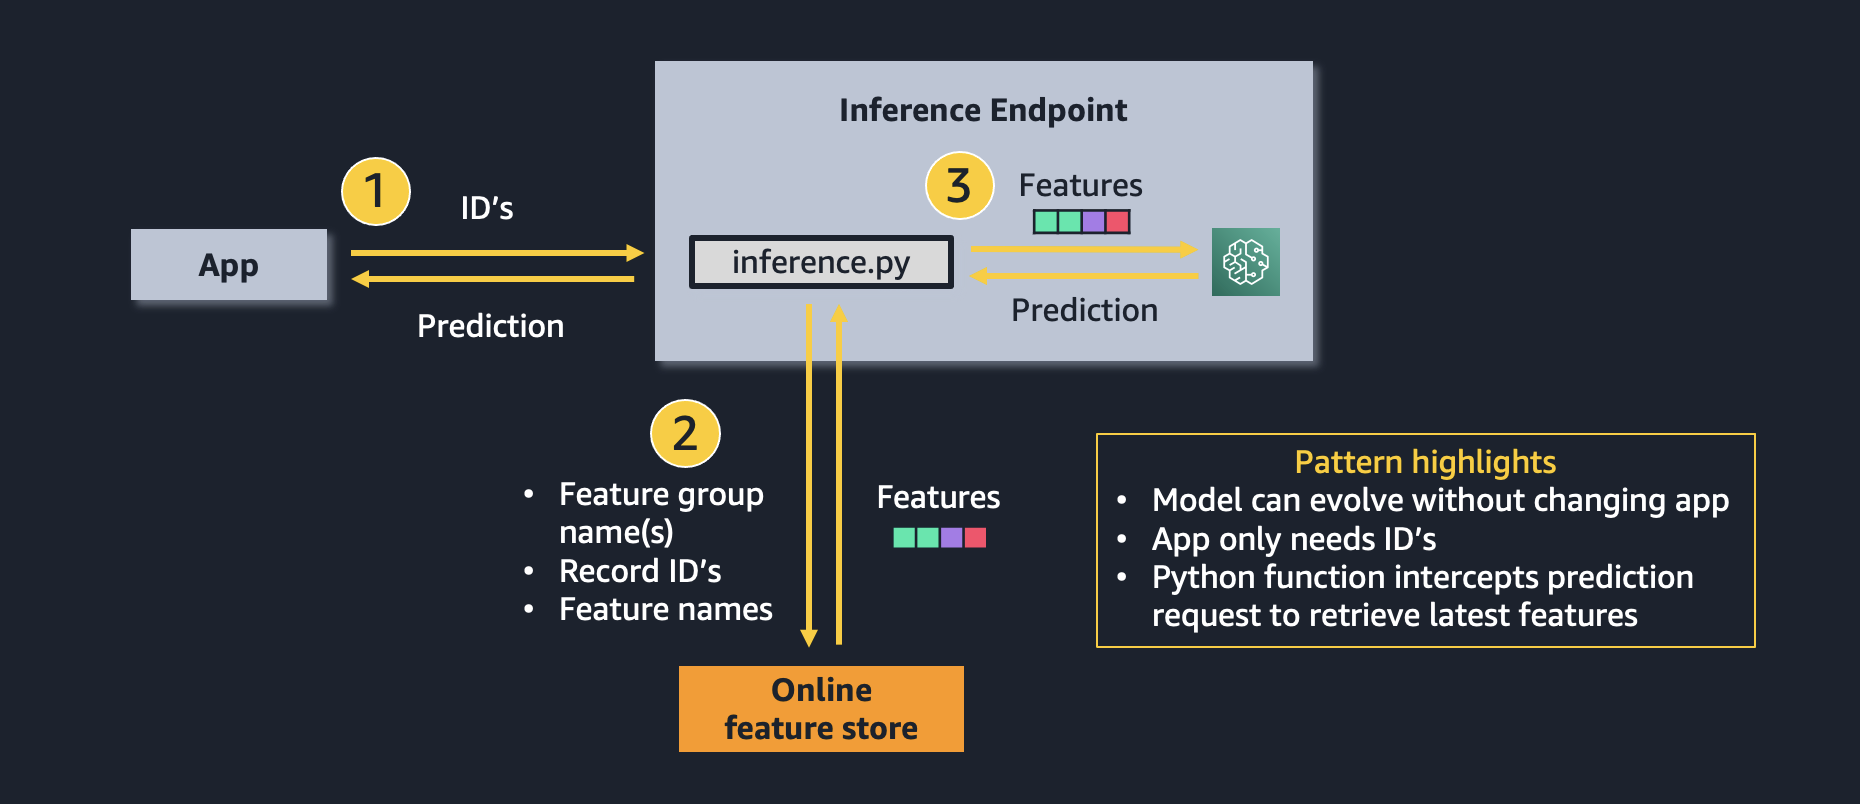 Inference Endpoint
1
ID’s
App
Prediction
3
Features
inference.py
Prediction
2
• Feature group
name(s)
• Record ID’s
• Feature names
Features
Online
feature store
Pattern highlights
• Model can evolve without changing app
• App only needs ID’s
• Python function intercepts prediction
request to retrieve latest features